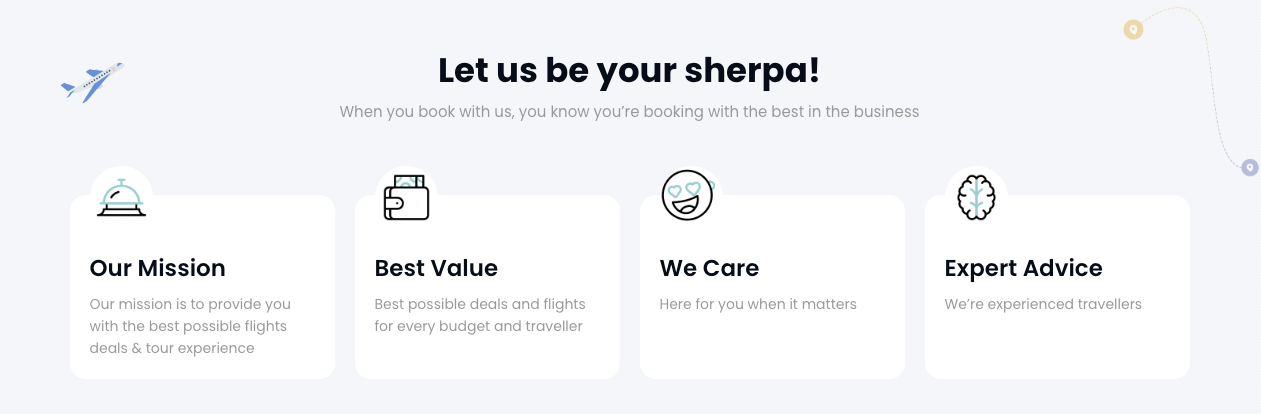 Let us be your sherpa!
When you book with us, you know you’re booking with the best in the business
Our Mission
Our mission is to provide you
with the best possible flights
deals & tour experience
Best Value
Best possible deals and flights
for every budget and traveller
We Care
Here for you when it matters
Expert Advice
We’re experienced travellers